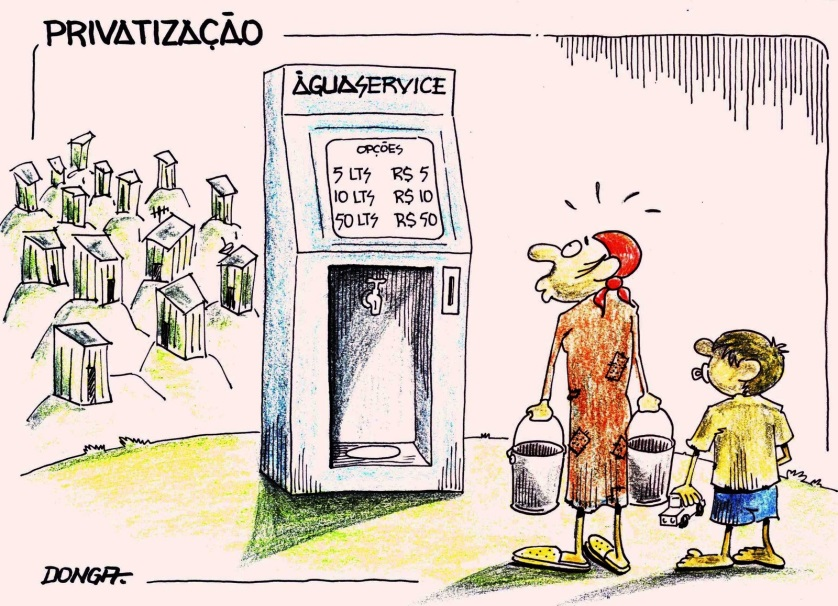 PRIVATIZAÇÃO
ÁGUASERVICE
OPÇÕES
5 LTS R$ 5
10 LTS R$ 10
50 LTS R$ 50
DONGA